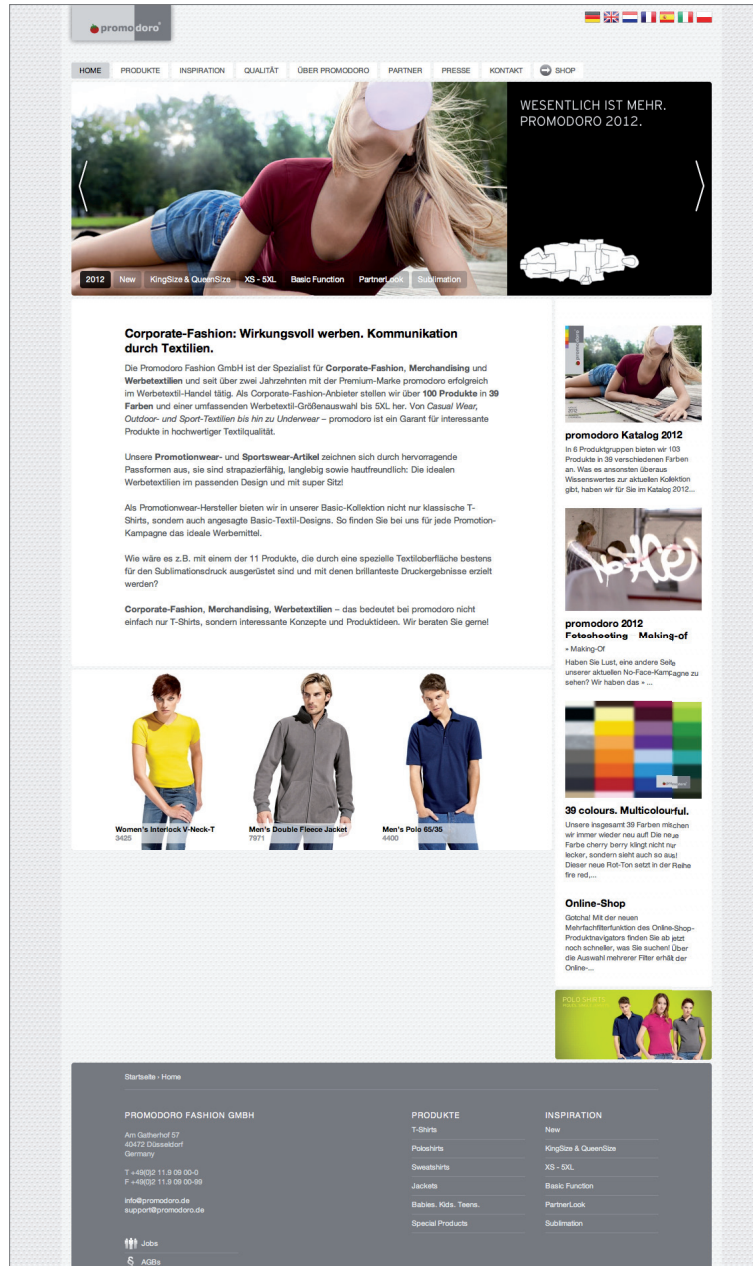 promodoro®
HOME PRODUKTE INSPIRATION QUALITÄT ÜBER PROMODORO PARTNER PRESSE KONTAKT SHOP
WESENTLICH IST MEHR.
PROMODORO 2012.
2012 New KingSize & QueenSize XS - 5XL Basic Function PartnerLook Sublimation
Corporate-Fashion: Wirkungsvoll werben. Kommunikation
durch Textilien.
Die Promodoro Fashion GmbH ist der Spezialist für Corporate-Fashion, Merchandising und
Werbetextilien und seit über zwei Jahrzehnten mit der Premium-Marke promodoro erfolgreich
im Werbetextil-Handel tätig. Als Corporate-Fashion-Anbieter stellen wir über 100 Produkte in 39
Farben und einer umfassenden Werbetextil-Größenauswahl bis 5XL her. Von Casual Wear,
Outdoor- und Sport-Textilien bis hin zu Underwear – promodoro ist ein Garant für interessante
Produkte in hochwertiger Textilqualität.
Unsere Promotionwear- und Sportswear-Artikel zeichnen sich durch hervorragende
Passformen aus, sie sind strapazierfähig, langlebig sowie hautfreundlich: Die idealen
Werbetextilien im passenden Design und mit super Sitz!
Als Promotionwear-Hersteller bieten wir in unserer Basic-Kollektion nicht nur klassische T-
Shirts, sondern auch angesagte Basic-Textil-Designs. So finden Sie bei uns für jede Promotion-
Kampagne das ideale Werbemittel.
Wie wäre es z.B. mit einem der 11 Produkte, die durch eine spezielle Textiloberfläche bestens
für den Sublimationsdruck ausgerüstet sind und mit denen brillanteste Druckergebnisse erzielt
werden?
Corporate-Fashion, Merchandising, Werbetextilien – das bedeutet bei promodoro nicht
einfach nur T-Shirts, sondern interessante Konzepte und Produktideen. Wir beraten Sie gerne!
Women's Interlock V-Neck-T
3425
Men's Double Fleece Jacket
7971
Men's Polo 65/35
4400
promodoro Katalog 2012
In 6 Produktgruppen bieten wir 103
Produkte in 39 verschiedenen Farben
an. Was es ansonsten überaus
Wissenswertes zur aktuellen Kollektion
gibt, haben wir für Sie im Katalog 2012...
promodoro 2012
Fotoshooting – Making-of
» Making-Of
Haben Sie Lust, eine andere Seite
unserer aktuellen No-Face-Kampagne zu
sehen? Wir haben das » ...
39 colours. Multicolourful.
Unsere insgesamt 39 Farben mischen
wir immer wieder neu auf! Die neue
Farbe cherry berry klingt nicht nur
lecker, sondern sieht auch so aus!
Dieser neue Rot-Ton setzt in der Reihe
fire red,...
Online-Shop
Gotcha! Mit der neuen
Mehrfachfilterfunktion des Online-Shop-
Produktnavigators finden Sie ab jetzt
noch schneller, was Sie suchen! Über
die Auswahl mehrerer Filter erhält der
Online-...
POLO SHIRTS
Startseite › Home
PROMODORO FASHION GMBH
Am Gatherhof 57
40472 Düsseldorf
Germany
T +49(0)2 11.9 09 00-0
F +49(0)2 11.9 09 00-99
info@promodoro.de
support@promodoro.de
Jobs
§ AGBs
PRODUKTE
T-Shirts
Poloshirts
Sweatshirts
Jackets
Babies. Kids. Teens.
Special Products
INSPIRATION
New
KingSize & QueenSize
XS - 5XL
Basic Function
PartnerLook
Sublimation